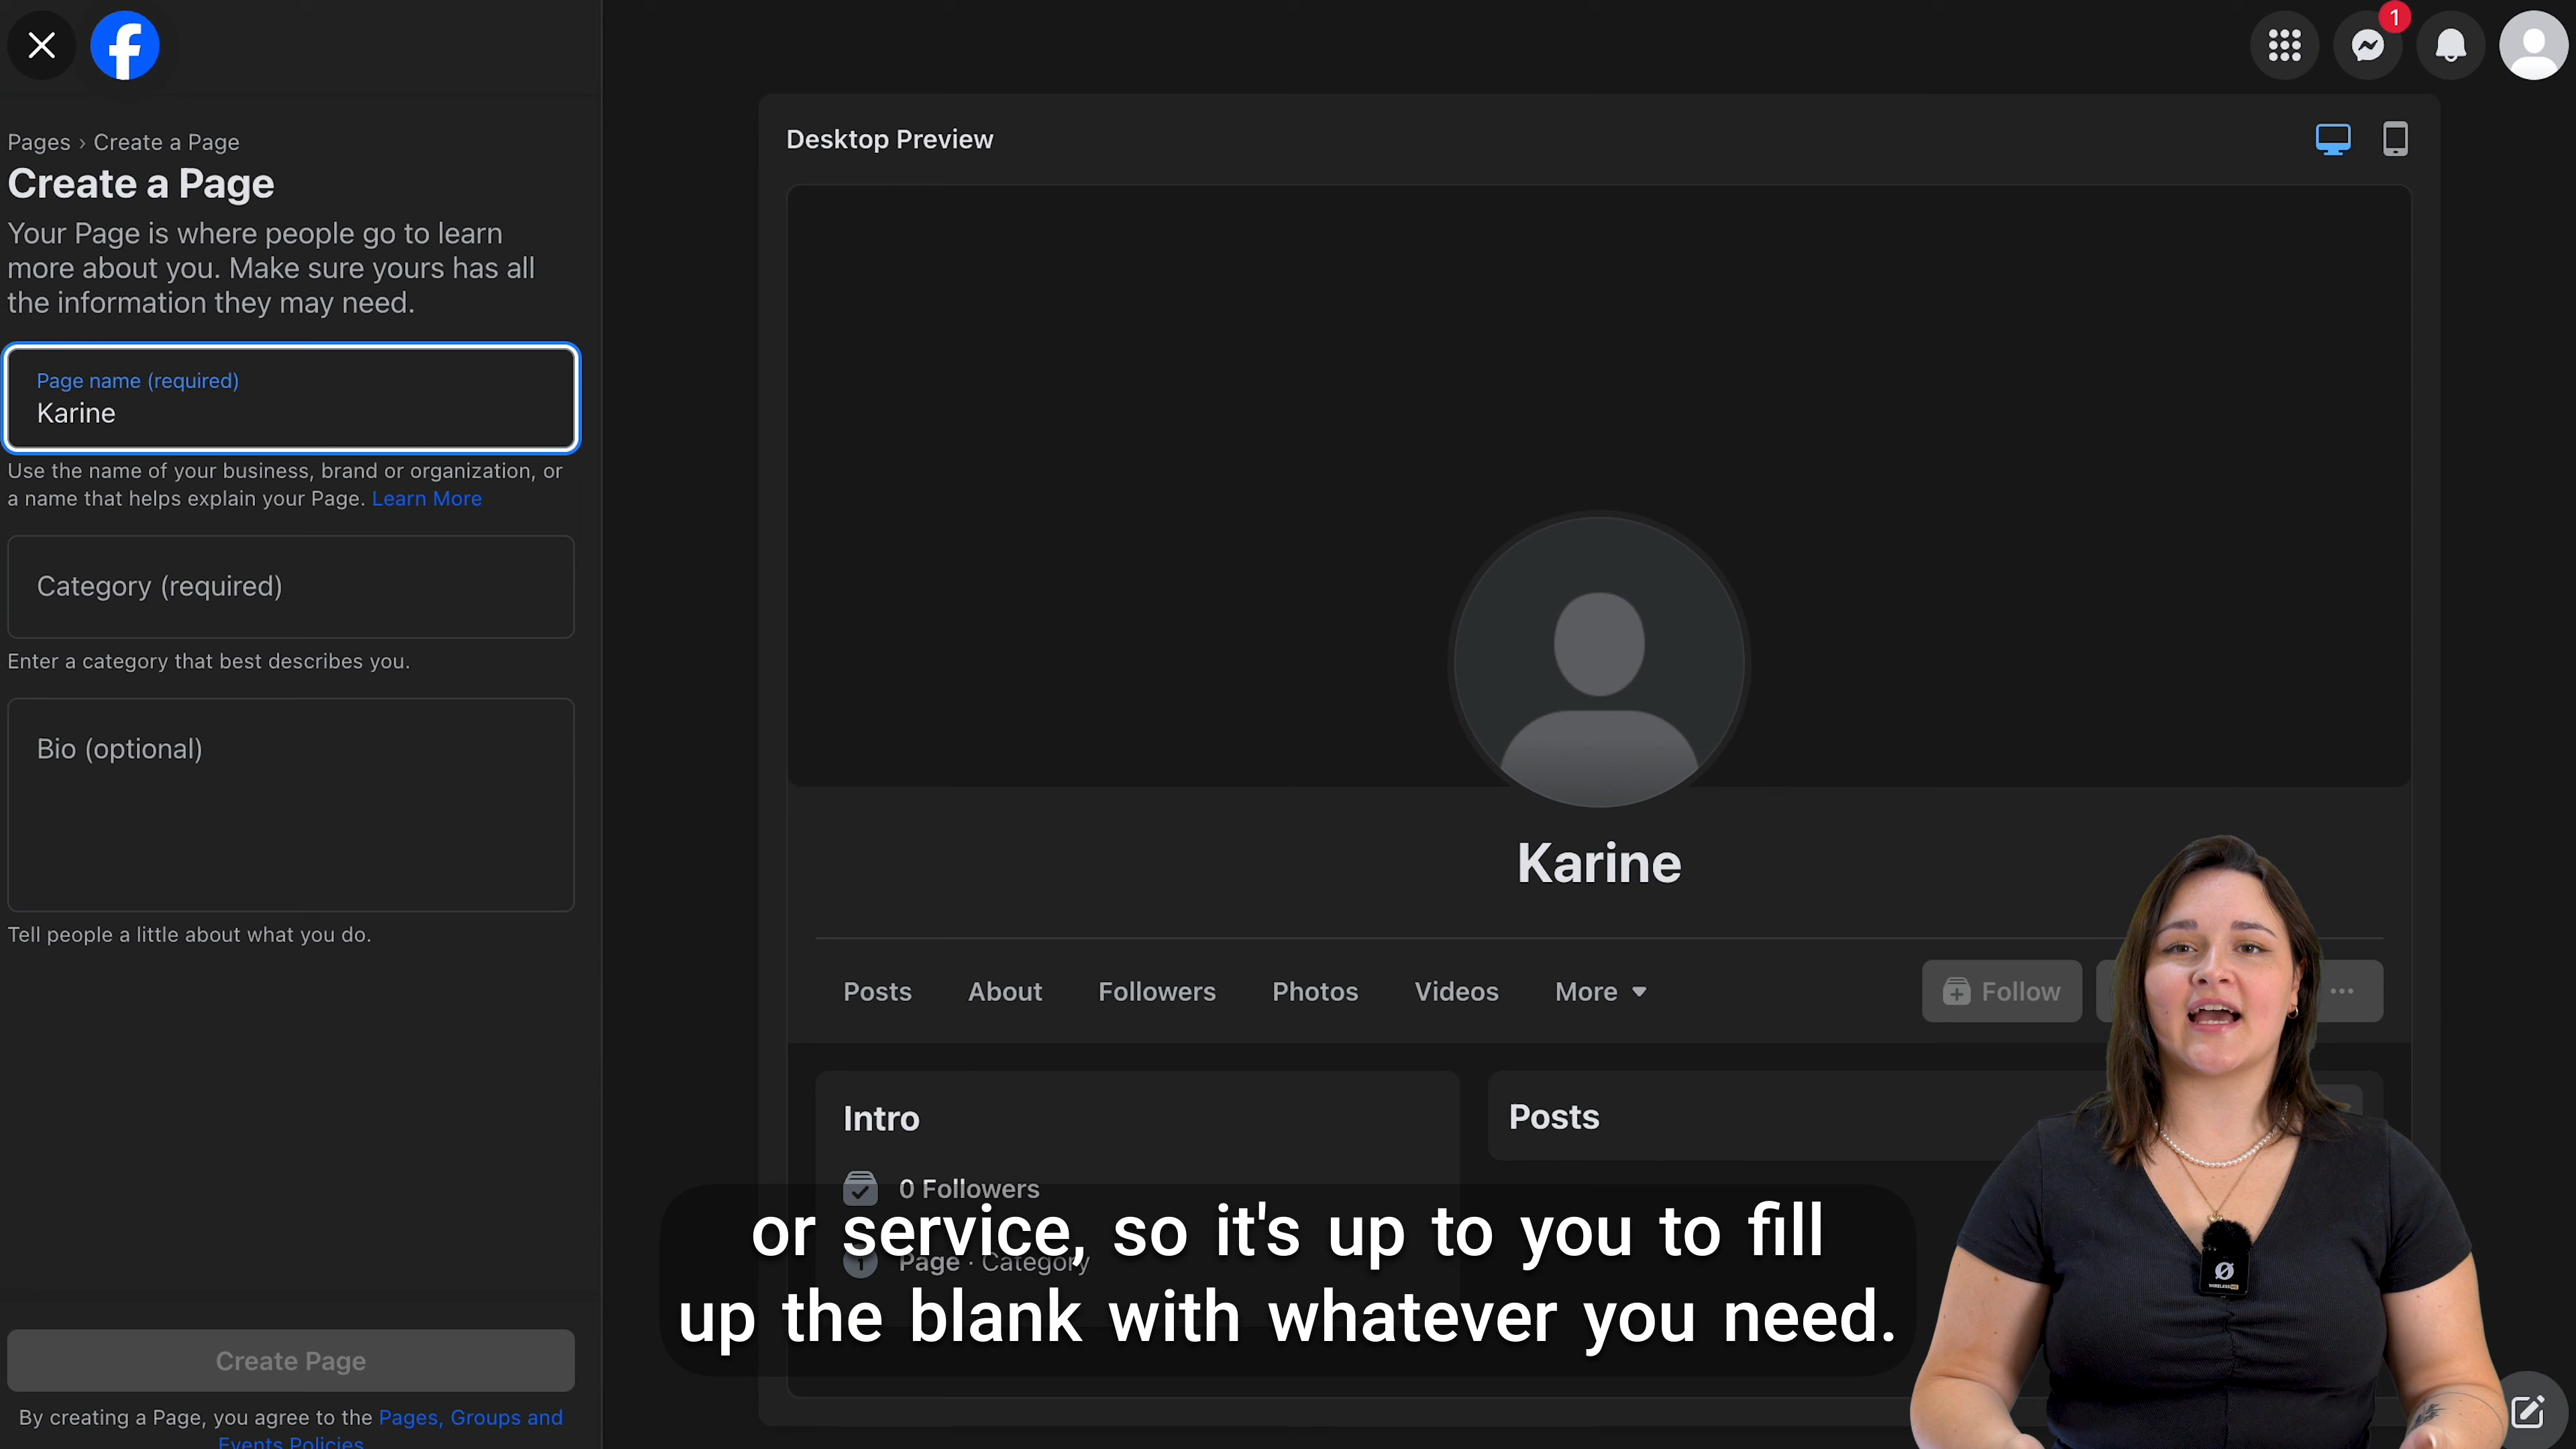 1
Pages › Create a Page
Create a Page
Your Page is where people go to learn
more about you. Make sure yours has all
the information they may need.
Page name (required)
Karine
Use the name of your business, brand or organization, or
a name that helps explain your Page. Learn More
Category (required)
Enter a category that best describes you.
Bio (optional)
Tell people a little about what you do.
Create Page
By creating a Page, you agree to the Pages, Groups and
Events Policies
Desktop Preview
Karine
Posts About Followers Photos Videos More Follow
Intro
Posts
0 Followers
Page · Category
or service, so it's up to you to fill
up the blank with whatever you need.